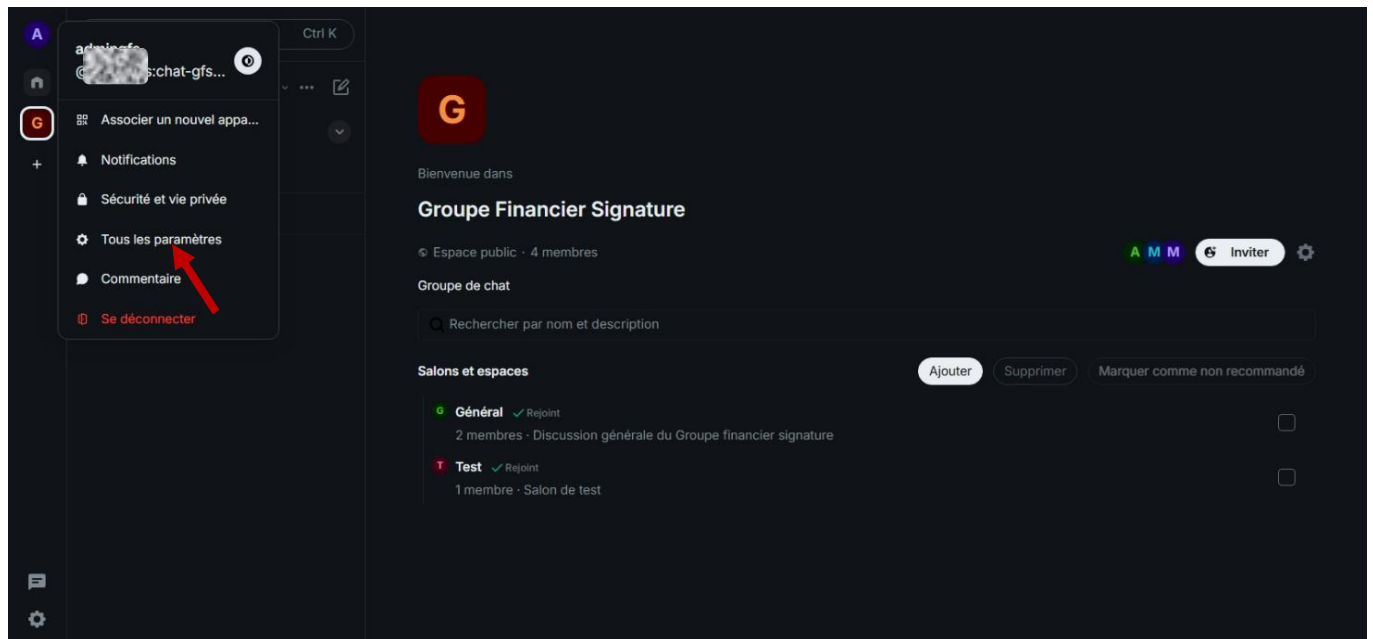 A
Ctrl K
@
s:chat-gfs...
G
Associer un nouvel appa...
+
Notifications
Sécurité et vie privée
Tous les paramètres
Commentaire
Se déconnecter
G
Bienvenue dans
Groupe Financier Signature
Espace public · 4 membres
A M M
Inviter
Groupe de chat
Rechercher par nom et description
Salons et espaces
Ajouter
Supprimer
Marquer comme non recommandé
G Général Rejoint
2 membres · Discussion générale du Groupe financier signature
T Test Rejoint
1 membre · Salon de test